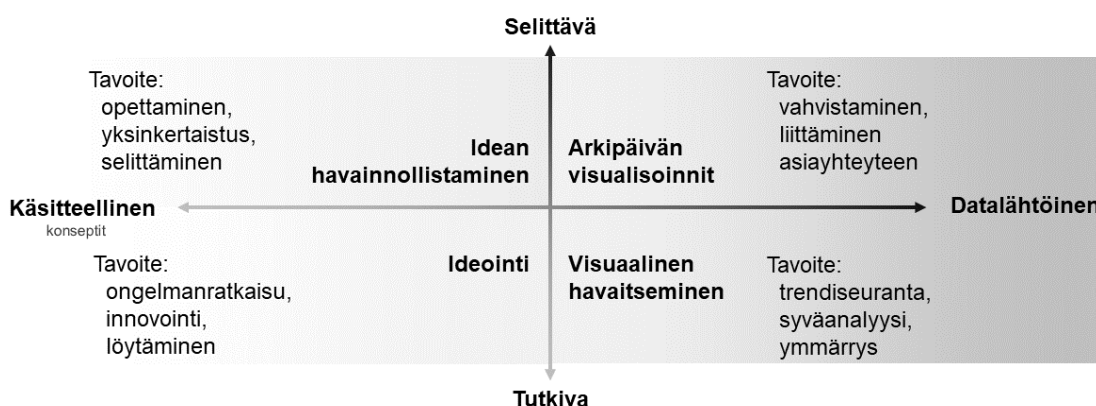 Selittävä
Tavoite:
opettaminen,
yksinkertaistus,
selittäminen
Idean
havainnollistaminen
Arkipäivän
visualisoinnit
Tavoite:
vahvistaminen,
liittäminen
asiayhteyteen
Käsitteellinen
konseptit
Datalähtöinen
Tavoite:
ongelmanratkaisu,
innovointi,
löytäminen
Ideointi
Visuaalinen
havaitseminen
Tavoite:
trendiseuranta,
syväanalyysi,
ymmärrys
Tutkiva